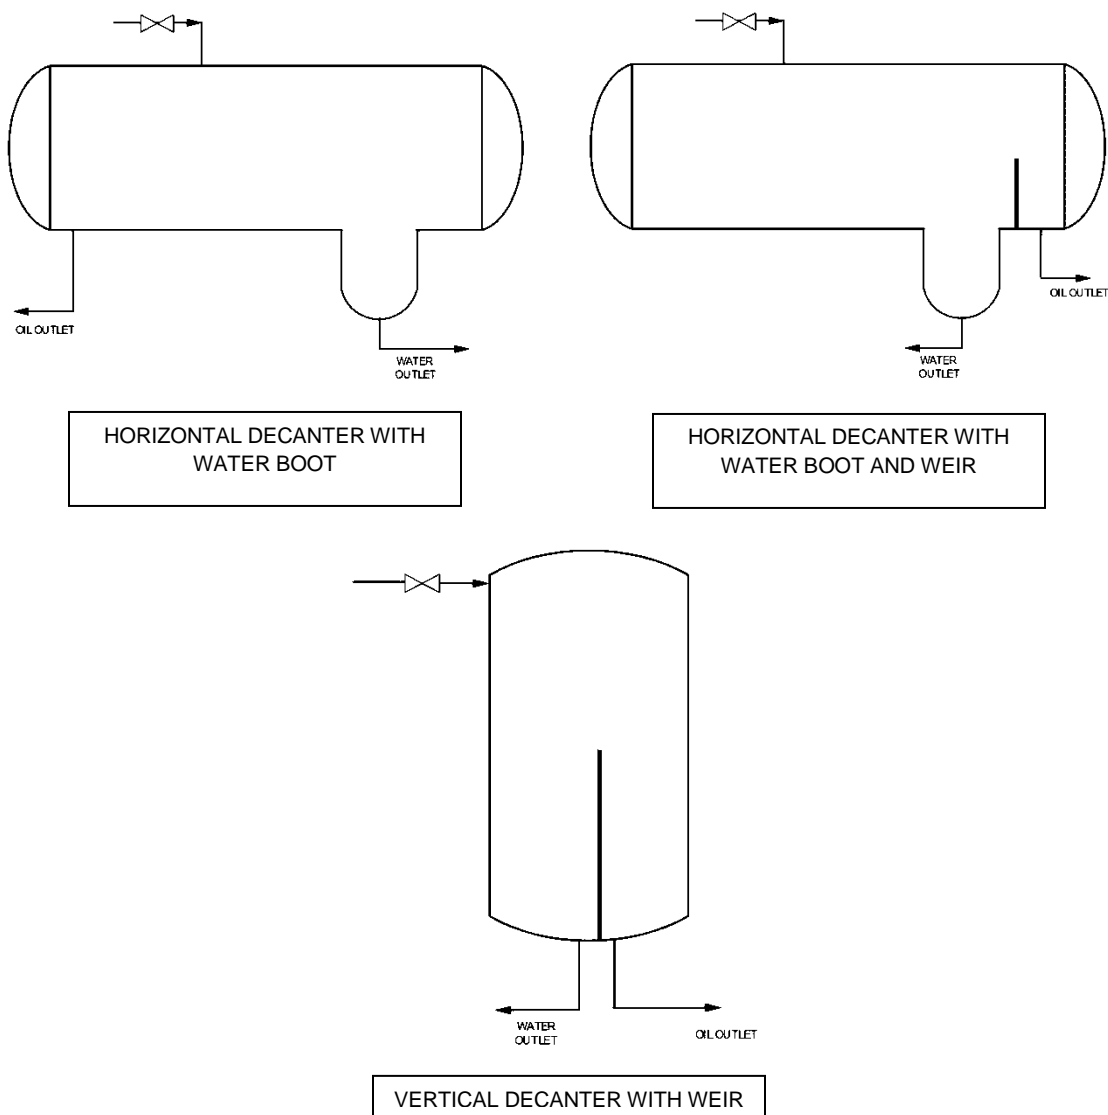 OIL OUTLET
WATER
OUTLET
HORIZONTAL DECANTER WITH
WATER BOOT
OIL OUTLET
WATER
OUTLET
HORIZONTAL DECANTER WITH
WATER BOOT AND WEIR
WATER
OUTLET
OIL OUTLET
VERTICAL DECANTER WITH WEIR